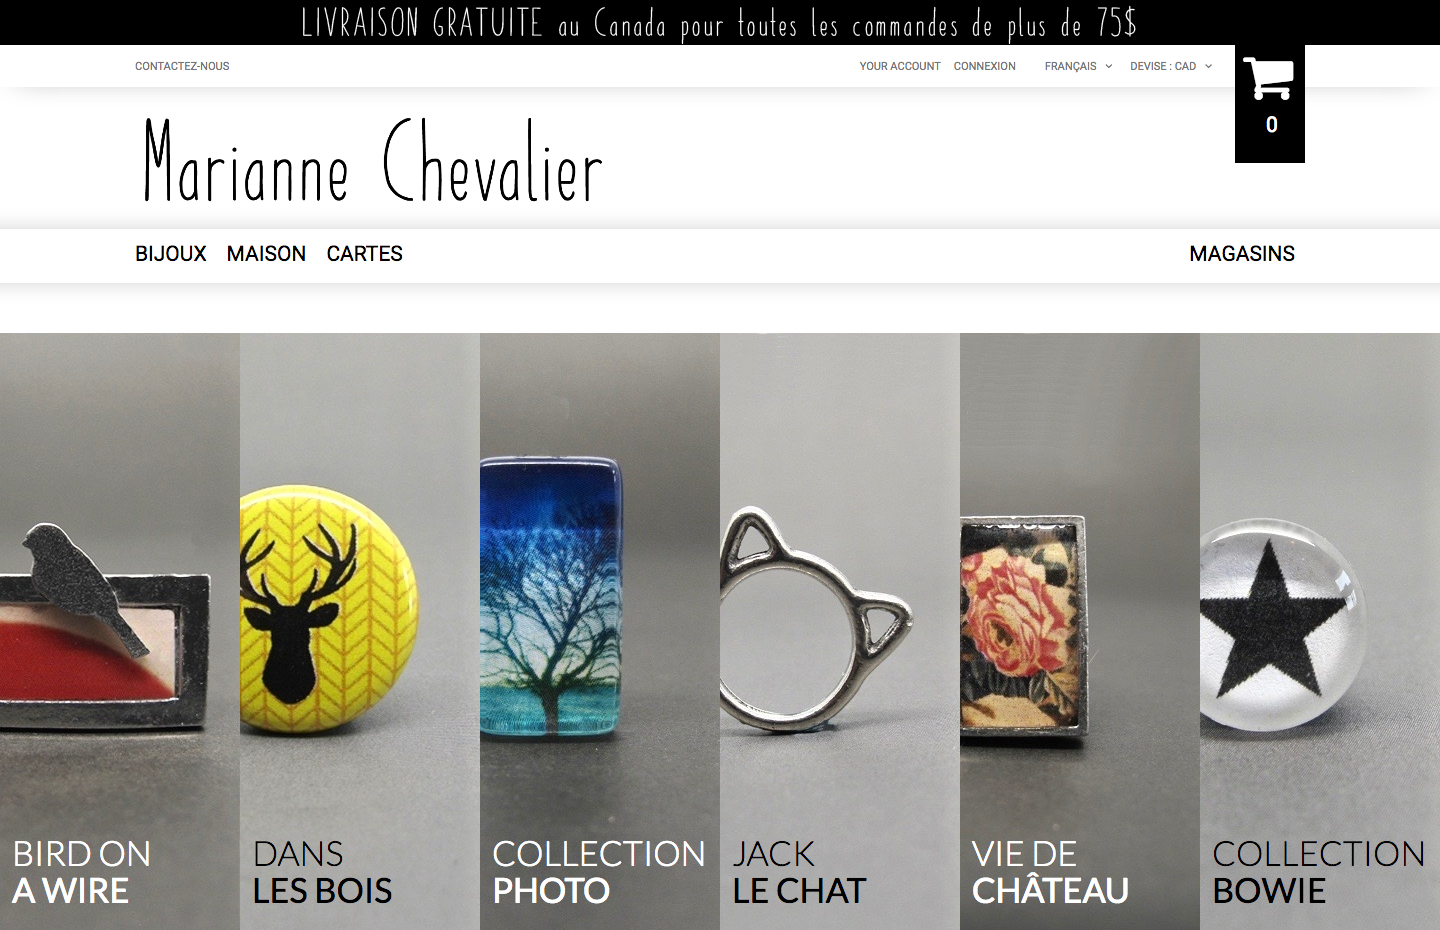 LIVRAISON GRATUITE au Canada pour toutes les commandes de plus de 75$
CONTACTEZ-NOUS
YOUR ACCOUNT CONNEXION FRANÇAIS DEVISE : CAD
0
Marianne Chevalier
BIJOUX MAISON CARTES MAGASINS
BIRD ON
A WIRE
DANS
LES BOIS
COLLECTION
PHOTO
JACK
LE CHAT
VIE DE
CHÂTEAU
COLLECTION
BOWIE